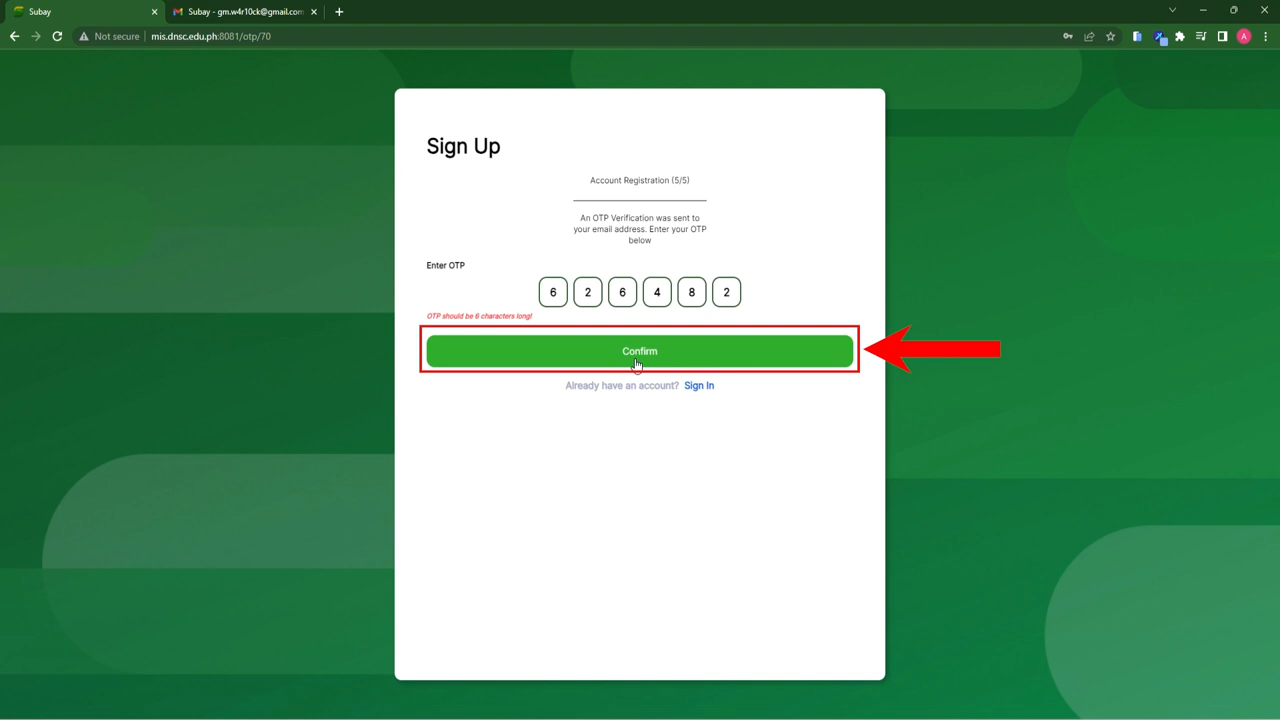 Subay
Subay - gm.w4r10ck@gmail.com
Not secure
mis.dnsc.edu.ph:8081/otp/70
A
Sign Up
Account Registration (5/5)
An OTP Verification was sent to
your email address. Enter your OTP
below
Enter OTP
6 2 6 4 8 2
OTP should be 6 characters long!
Confirm
Already have an account? Sign In